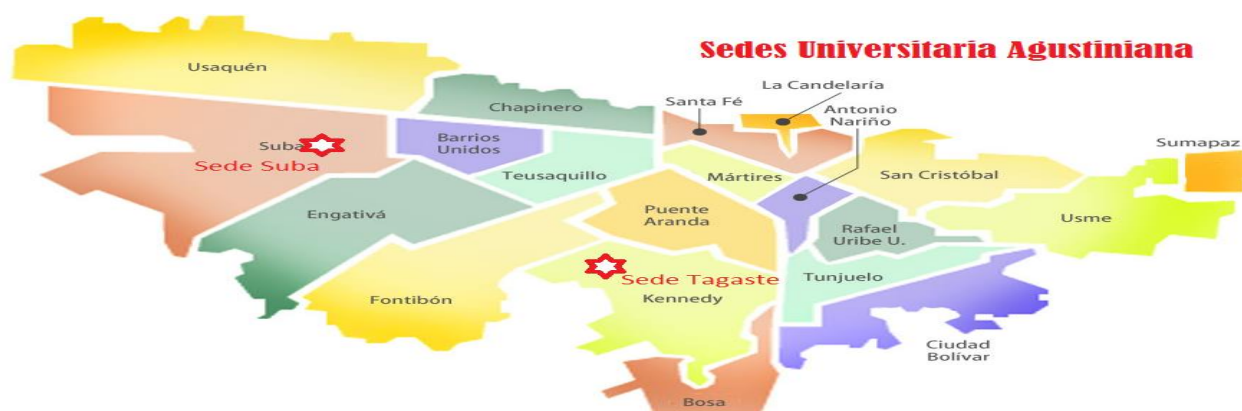 Sedes Universitaria Agustiniana
Usaquén
La Candelaría
Santa Fé
Antonio
Nariño
Chapinero
Suba
Sede Suba
Barrios
Unidos
Teusaquillo
Mártires
San Cristóbal
Sumapaz
Engativá
Puente
Aranda
Rafael
Uribe U.
Usme
Sede Tagaste
Tunjuelo
Fontibón
Kennedy
Ciudad
Bolívar
Bosa